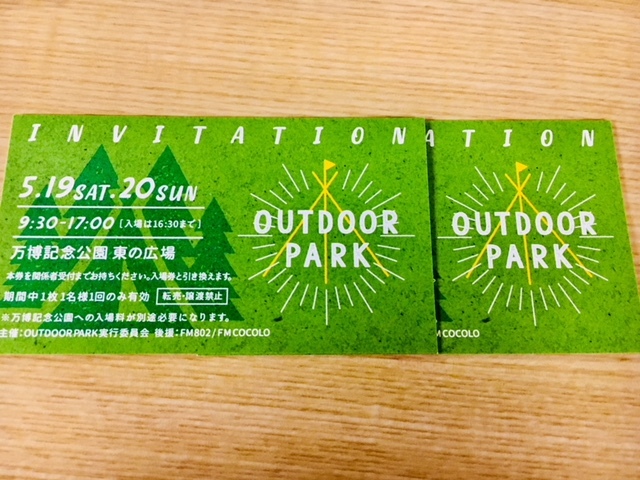 INVITATION
5.19 SAT. 20 SUN
9:30-17:00 [入場は16:30まで]
万博記念公園 東の広場
本券を関係者受付までお持ちください。入場券と引き換えます。
期間中1枚1名様1回のみ有効 転売・譲渡禁止
※万博記念公園への入場料が別途必要になります。
主催:OUTDOOR PARK実行委員会 後援:FM802/FM COCOLO
OUTDOOR
PARK
ATION
OUTDOOR
PARK
M COCOLO